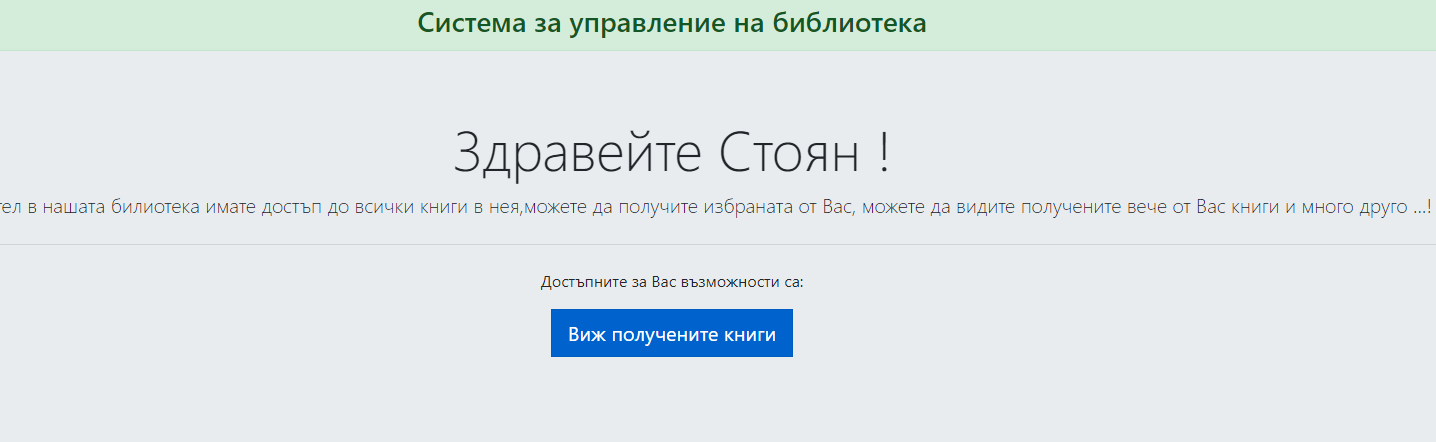 Система за управление на библиотека
Здравейте Стоян !
в нашата билиотека имате достъп до всички книги в нея,можете да получите избраната от Вас, можете да видите получените вече от Вас книги и много друго ...!
Достъпните за Вас възможности са:
Виж получените книги